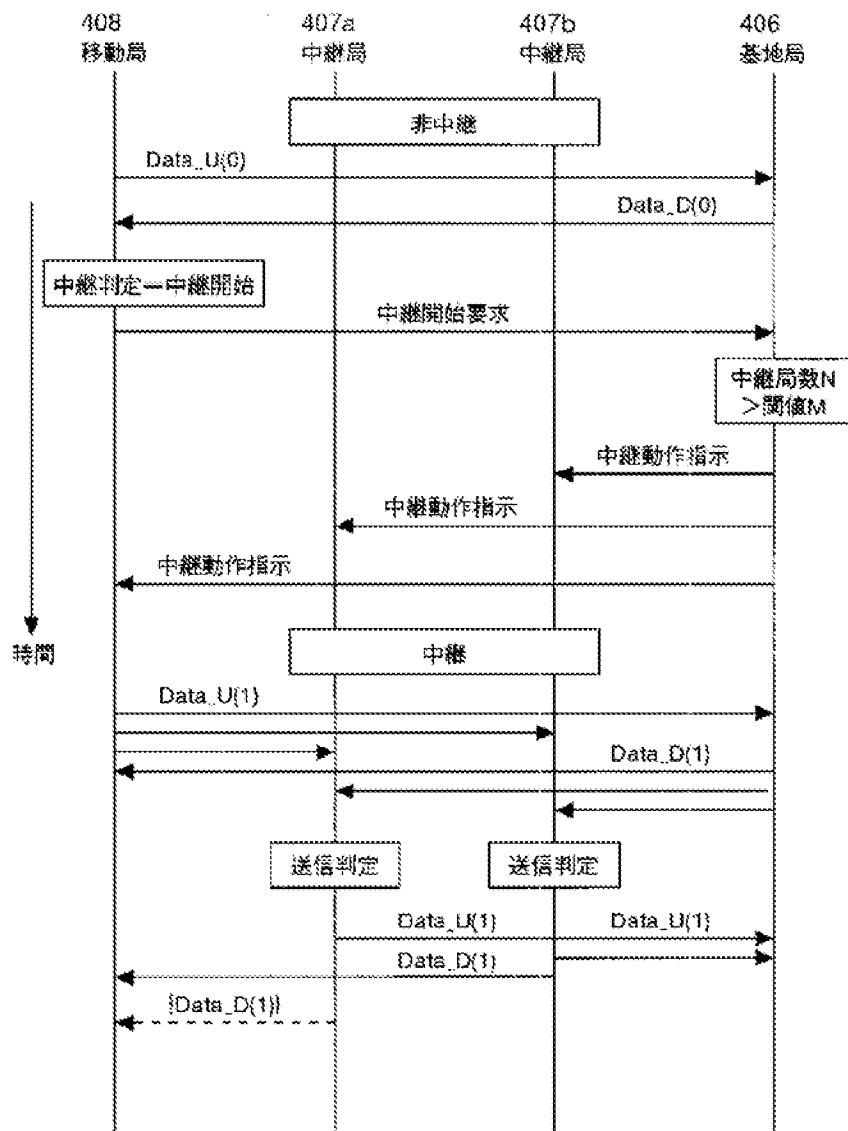 408
移動局
407a
中継局
407b
中継局
406
基地局
非中継
Data_U(0)
Data_D(0)
中継判定ー中継開始
中継開始要求
中継局数N
＞閾値M
中継動作指示
中継動作指示
中継動作指示
時間
中継
Data_U(1)
Data_D(1)
送信判定
送信判定
Data_U(1)
Data_U(1)
Data_D(1)
{Data_D(1)}